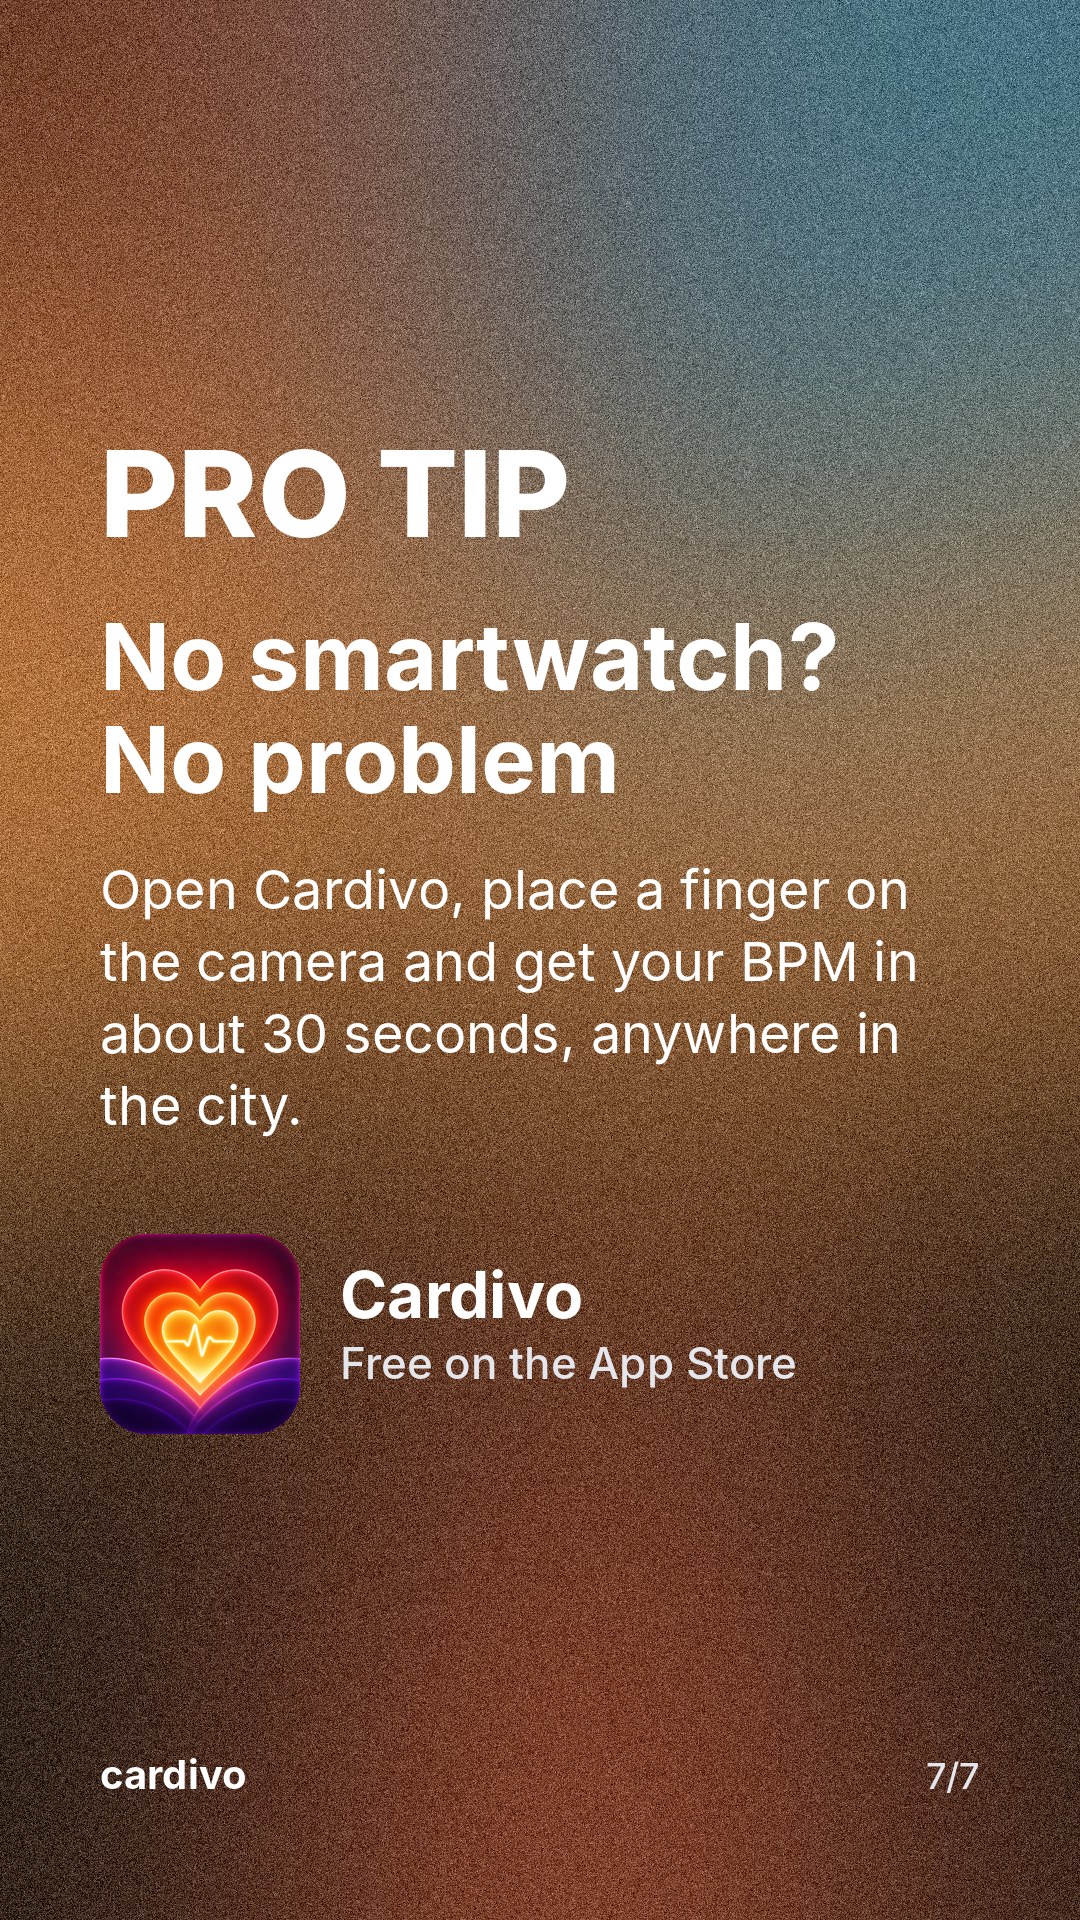 PRO TIP
No smartwatch?
No problem
Open Cardivo, place a finger on
the camera and get your BPM in
about 30 seconds, anywhere in
the city.
Cardivo
Free on the App Store
cardivo
7/7